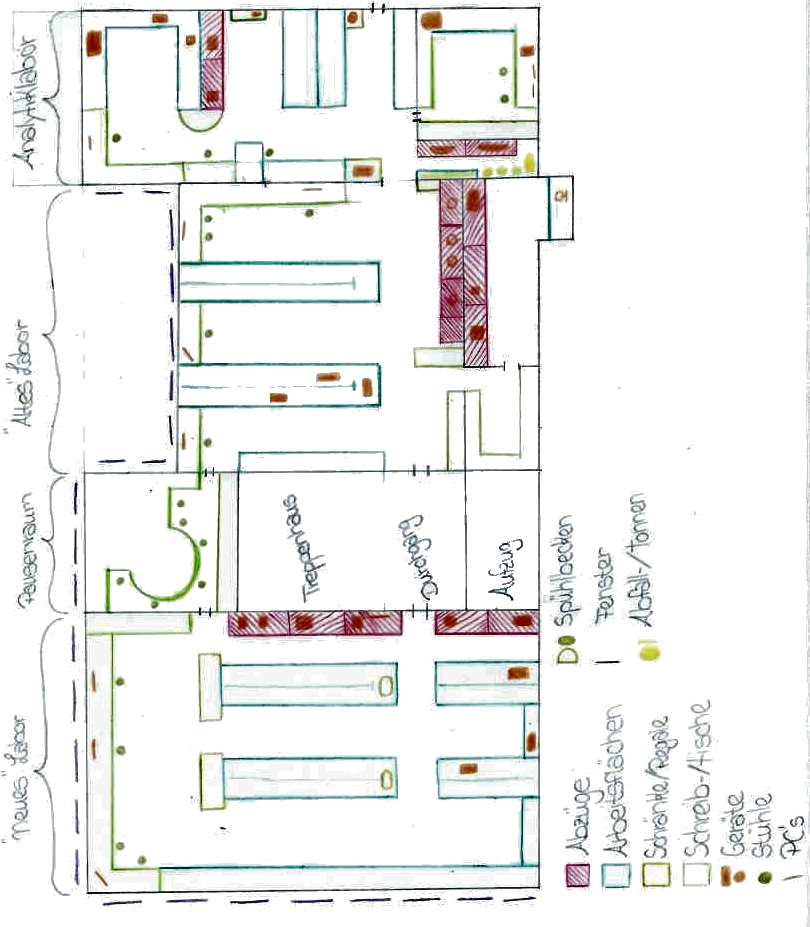 "Neues" Labor
Pausenraum
"Altes" Labor
Analytiklabor
Treppenhaus
Durchgang
Aufzug
Abzüge
Arbeitsflächen
Schränke/Regale
Schreib-/tische
Geräte
Stühle
PC's
Spühlbecken
Fenster
Abfall-/tonnen